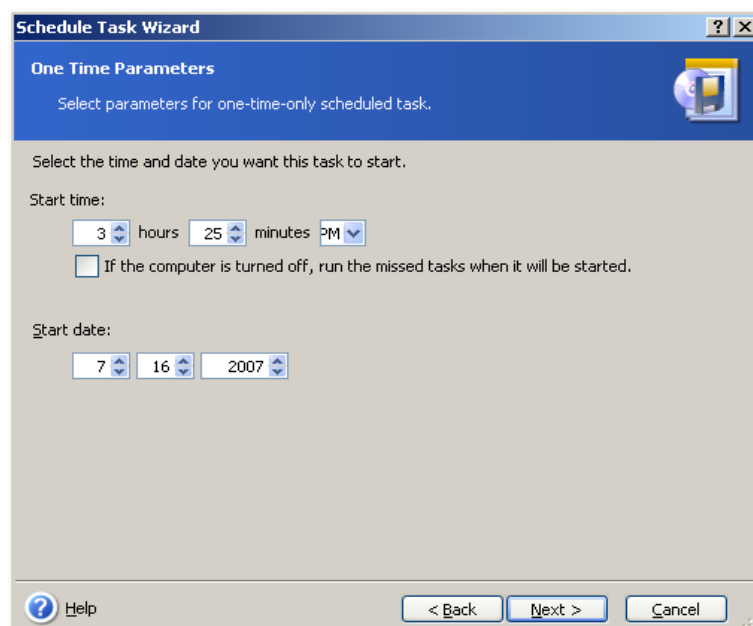 Schedule Task Wizard
One Time Parameters
Select parameters for one-time-only scheduled task.
Select the time and date you want this task to start.
Start time:
3 hours 25 minutes PM
If the computer is turned off, run the missed tasks when it will be started.
Start date:
7 16 2007
Help < Back Next > Cancel